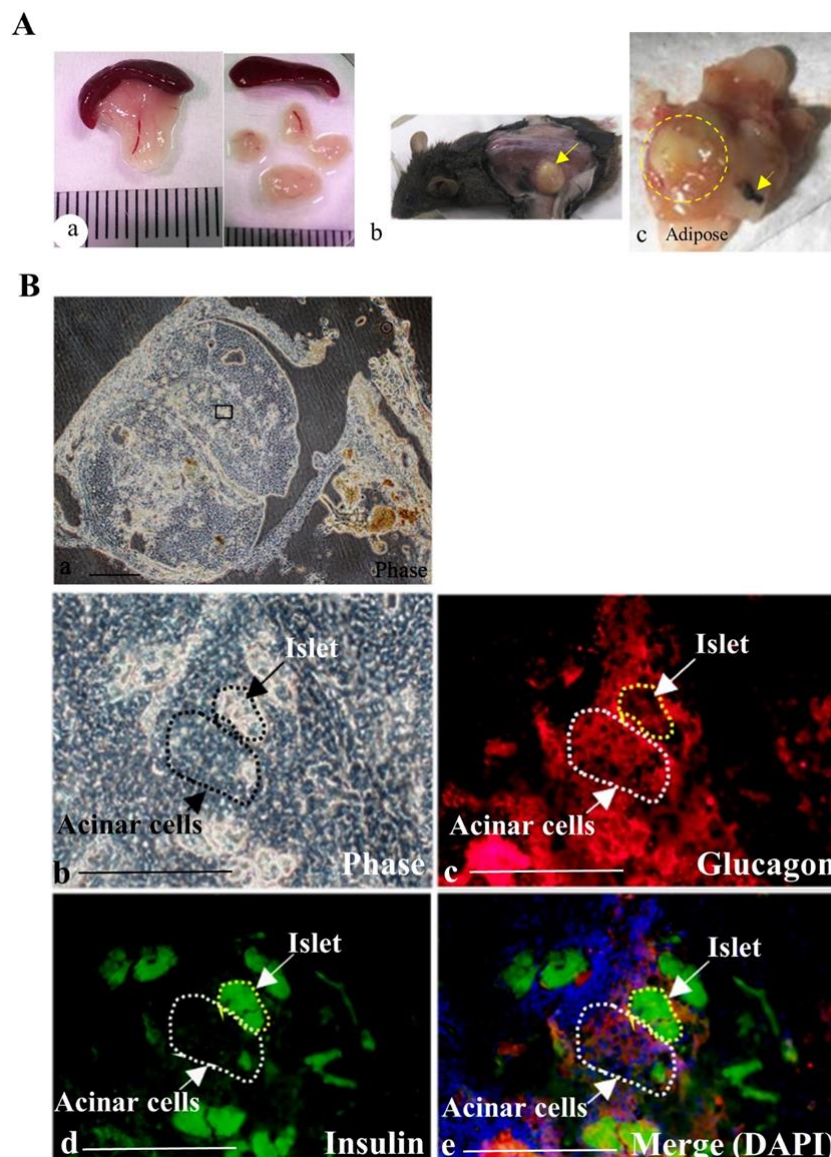 A
a
b
c Adipose
B
a Phase
Islet
Acinar cells
b Phase
Islet
Acinar cells
c Glucagon
Islet
Acinar cells
d Insulin
Islet
Acinar cells
e Merge (DAPI)